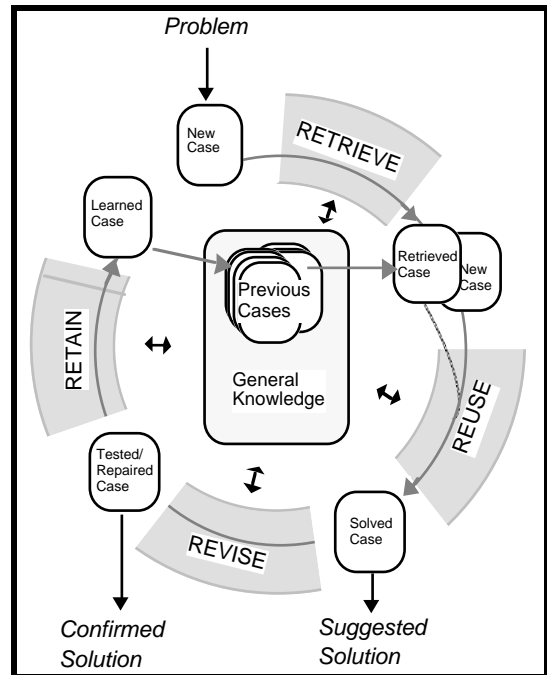 Problem
New
Case
RETRIEVE
Learned
Case
Retrieved
Case
New
Case
Previous
Cases
General
Knowledge
RETAIN
REUSE
Tested/
Repaired
Case
REVISE
Solved
Case
Confirmed
Solution
Suggested
Solution